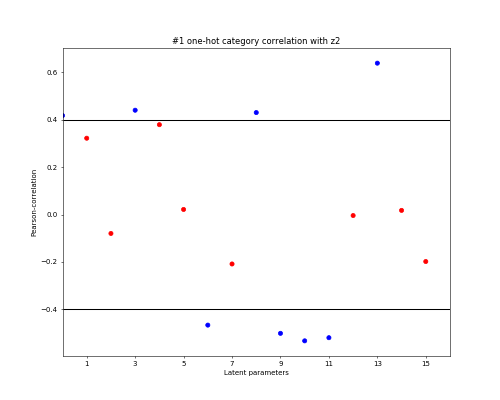 #1 one-hot category correlation with z2
0.6
0.4
0.2
0.0
−0.2
−0.4
Pearson-correlation
1 3 5 7 9 11 13 15
Latent parameters